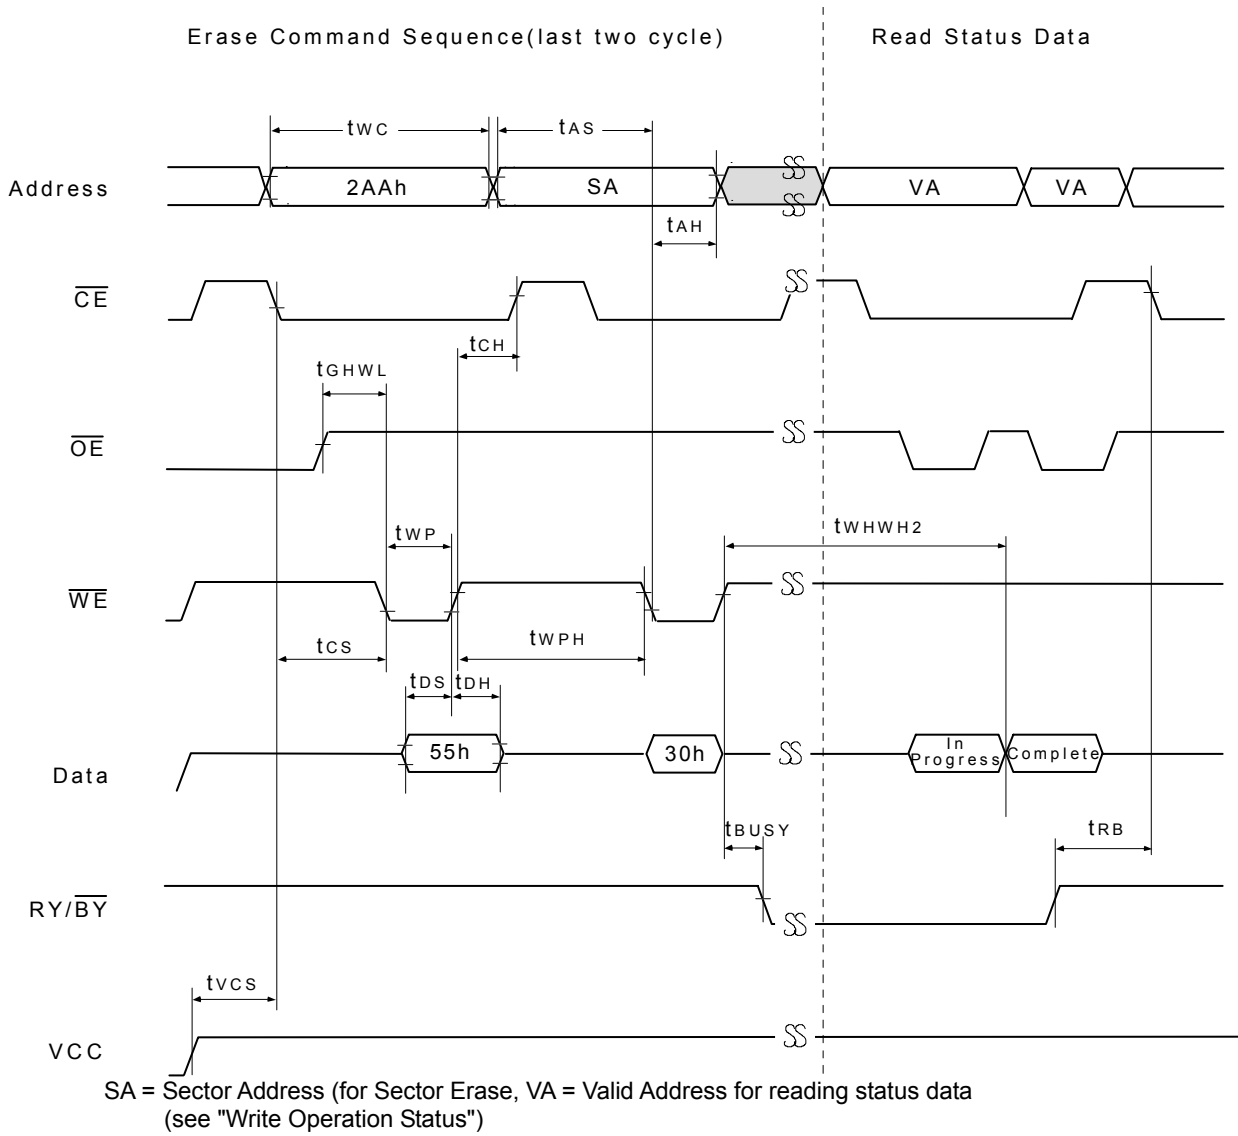 Erase Command Sequence(last two cycle) Read Status Data
tWC tAS
Address 2AAh SA VA VA
tAH
CE
tCH
tGHWL
OE
tWP tWHWH2
WE
tCS tWPH
tDS tDH
Data 55h 30h In Progress Complete
tBUSY tRB
RY/BY
tVCS
VCC
SA = Sector Address (for Sector Erase, VA = Valid Address for reading status data
(see "Write Operation Status")